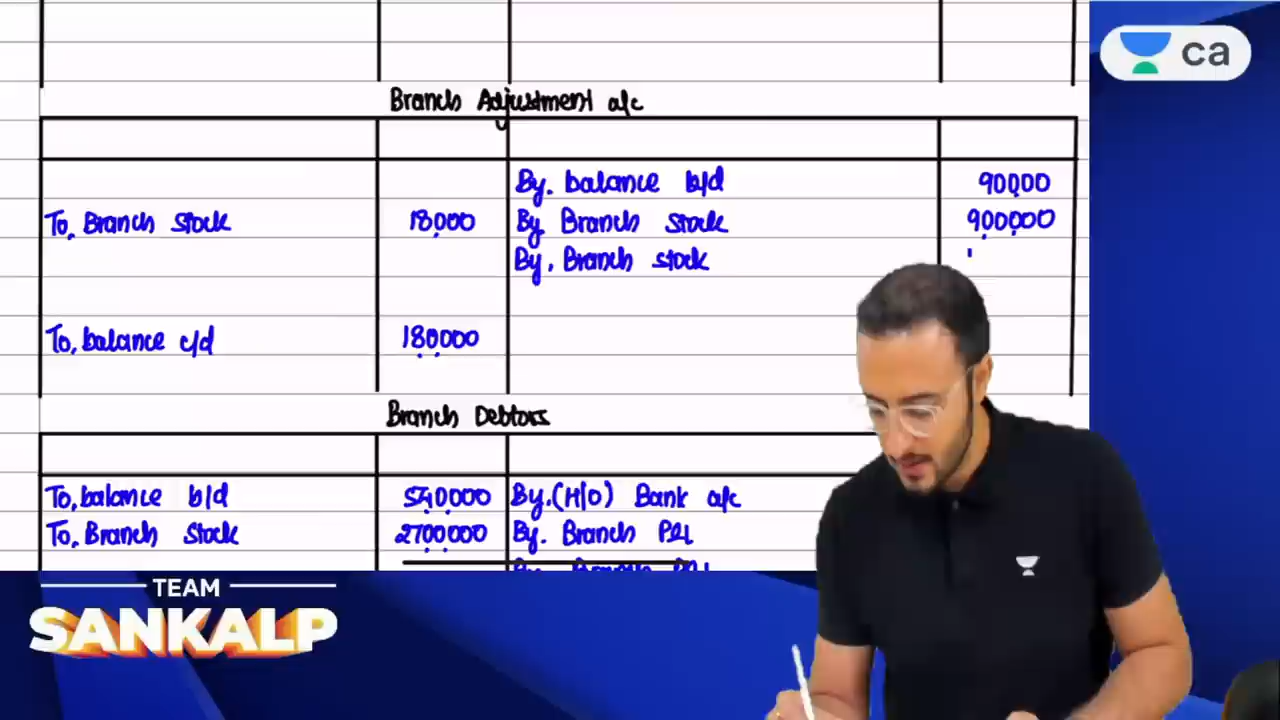 ca
Branch Adjustment a/c
By. balance b/d 90000
To, Branch stock 18000 By, Branch stock 900000
By, Branch stock
To, balance c/d 180000
Branch Debtors
To, balance b/d 540000 By. (H/O) Bank a/c
To, Branch stock 2700000 By. Branch P&L
TEAM
SANKALP